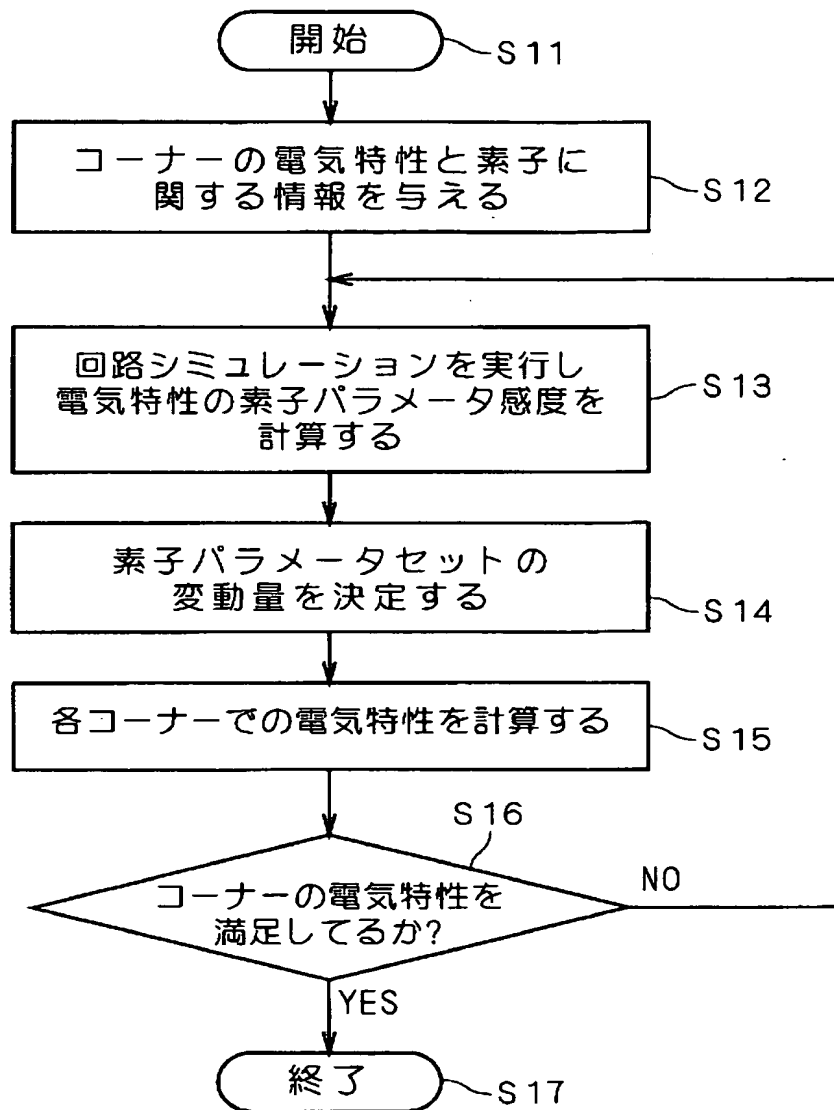 開始
S11
コーナーの電気特性と素子に
関する情報を与える
S12
回路シミュレーションを実行し
電気特性の素子パラメータ感度を
計算する
S13
素子パラメータセットの
変動量を決定する
S14
各コーナーでの電気特性を計算する
S15
S16
コーナーの電気特性を
満足してるか?
NO
YES
終了
S17